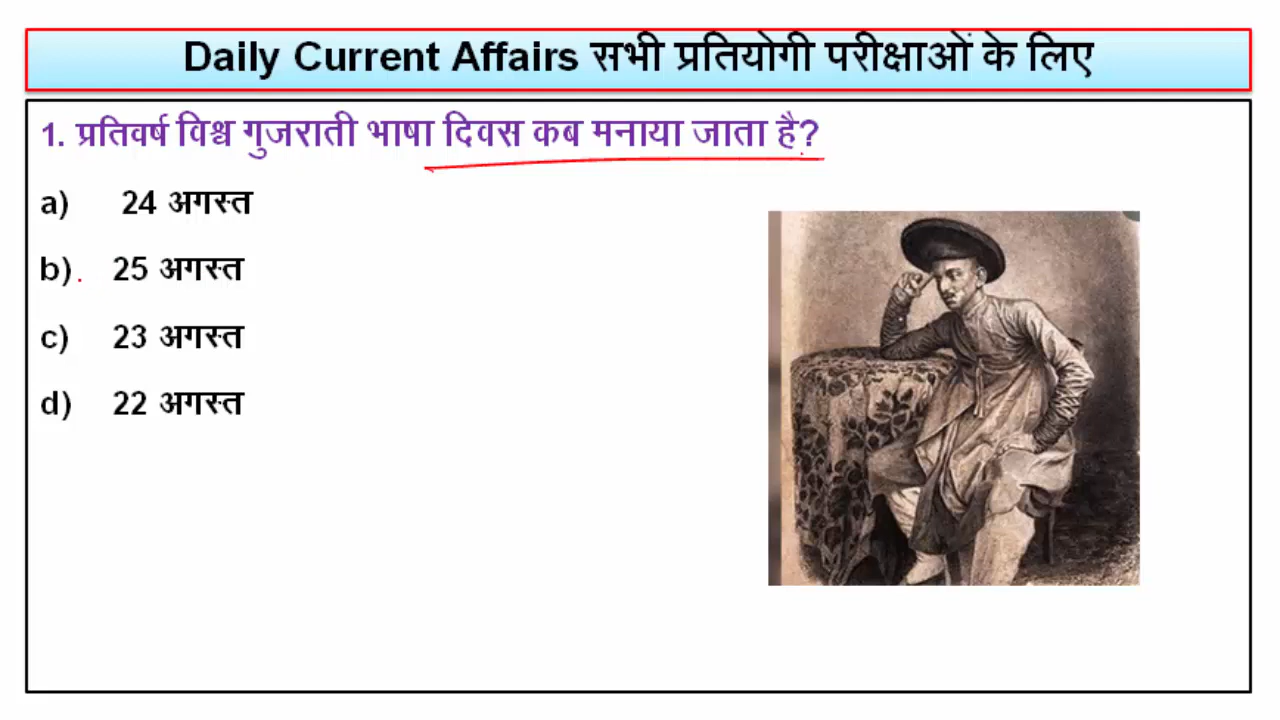 Daily Current Affairs सभी प्रतियोगी परीक्षाओं के लिए
1. प्रतिवर्ष विश्व गुजराती भाषा दिवस कब मनाया जाता है?
a) 24 अगस्त
b) 25 अगस्त
c) 23 अगस्त
d) 22 अगस्त